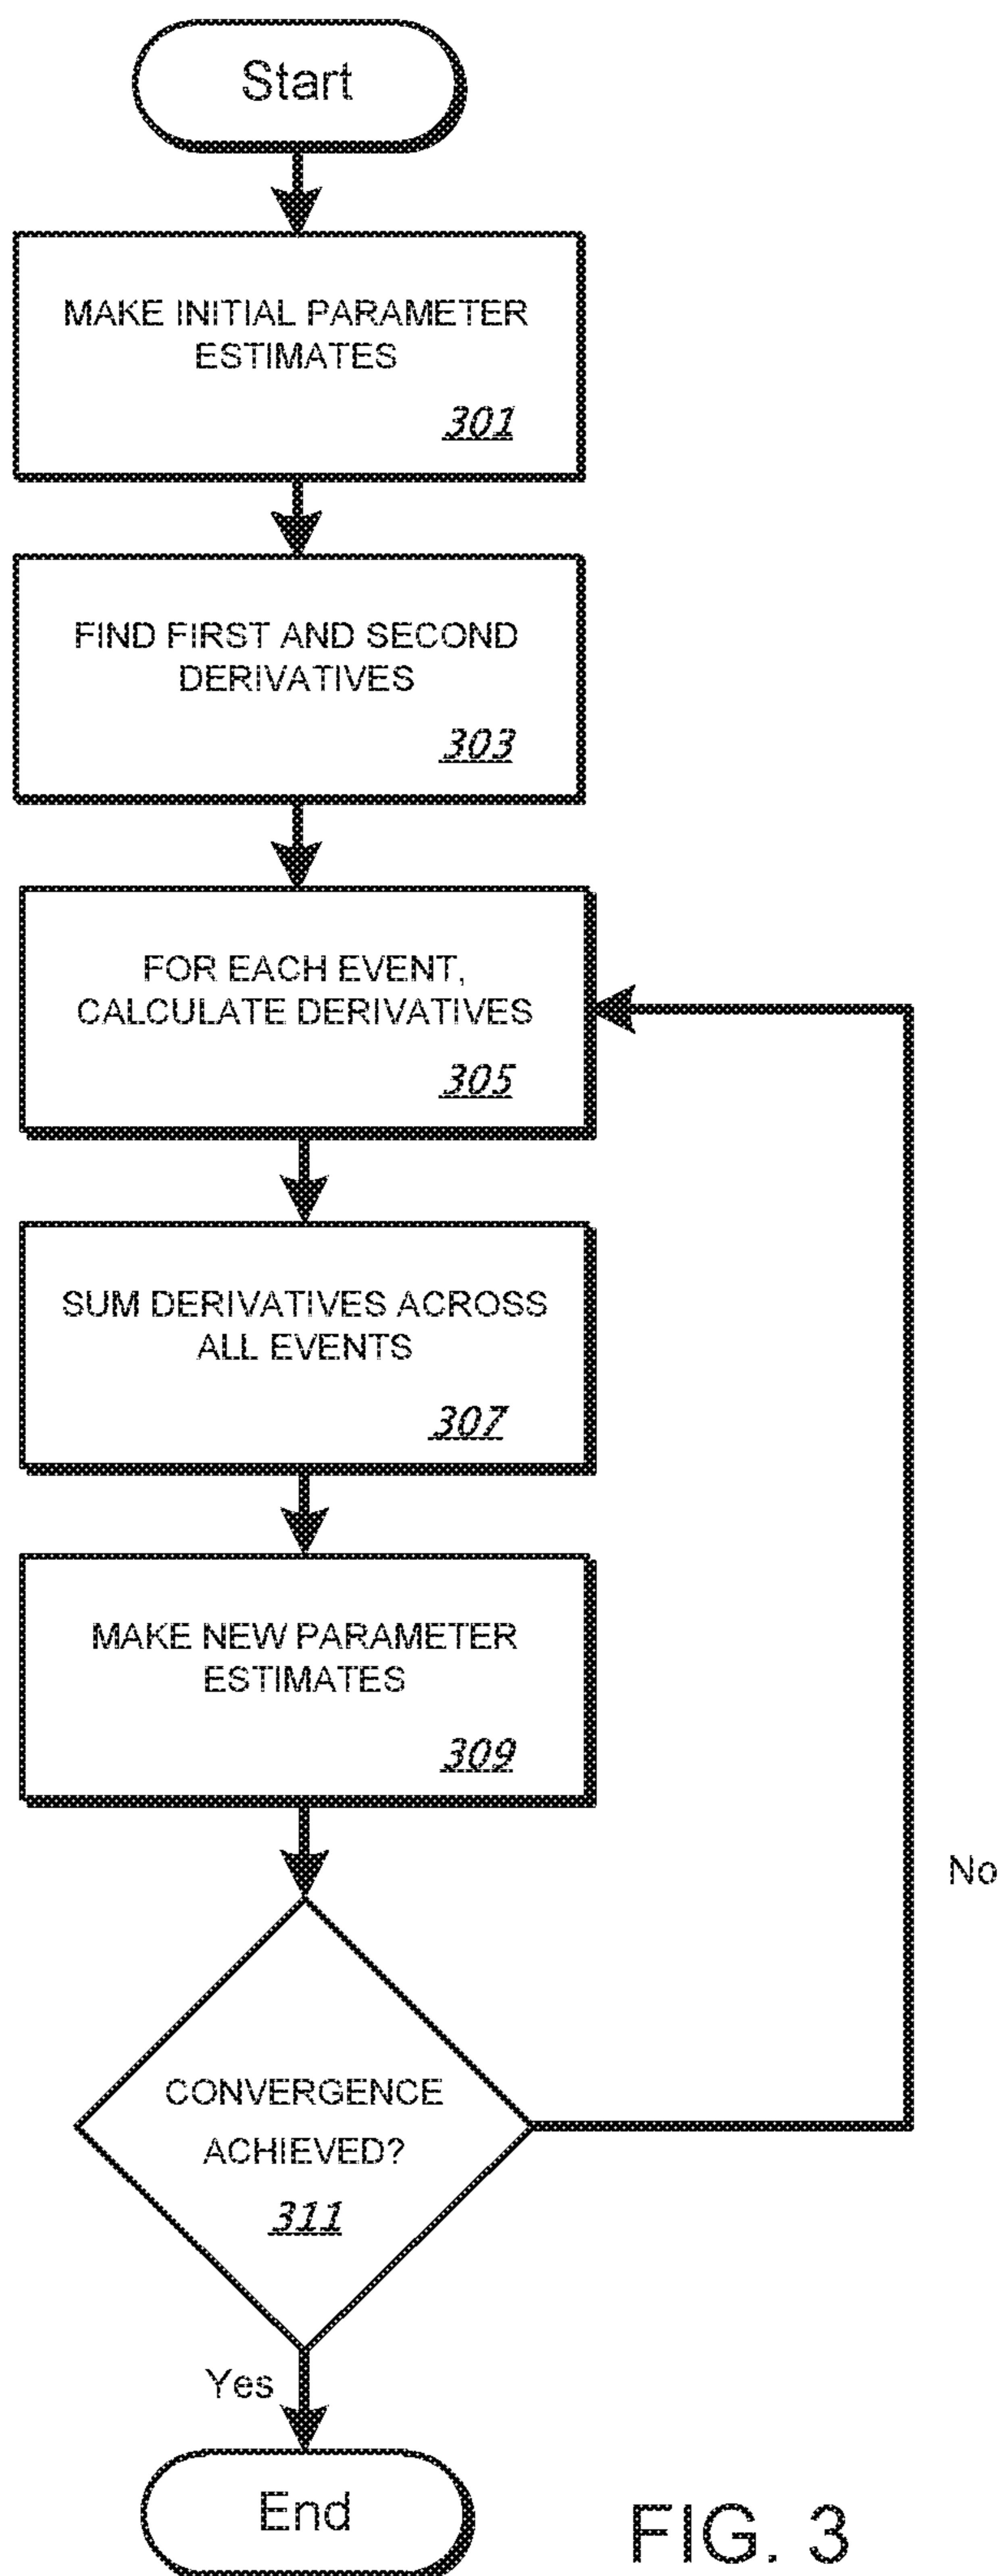 Start
MAKE INITIAL PARAMETER
ESTIMATES
301
FIND FIRST AND SECOND
DERIVATIVES
303
FOR EACH EVENT,
CALCULATE DERIVATIVES
305
SUM DERIVATIVES ACROSS
ALL EVENTS
307
MAKE NEW PARAMETER
ESTIMATES
309
No
CONVERGENCE
ACHIEVED?
311
Yes
End
FIG. 3